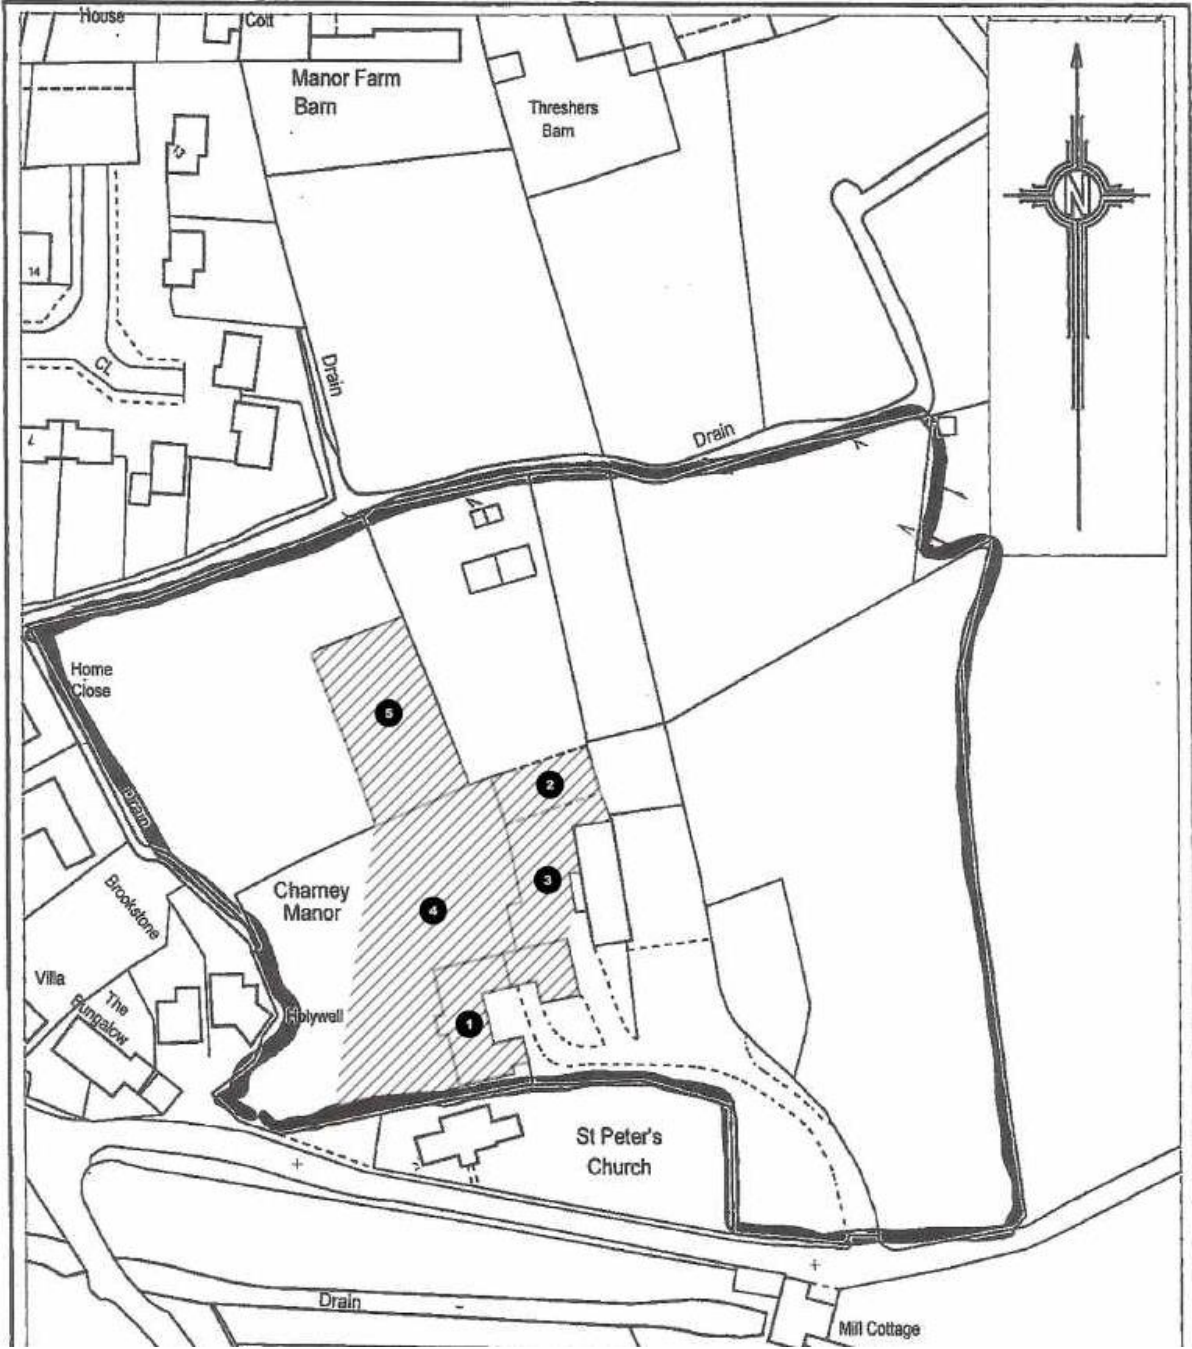 House
Cott
Manor Farm
Barn
Threshers
Barn
13
N
14
Drain
CL
Drain
Home
Close
5
2
Drain
3
Brookstone
Charney
Manor
4
Villa
The
Bungalow
Holywell
1
St Peter's
Church
Drain
Mill Cottage